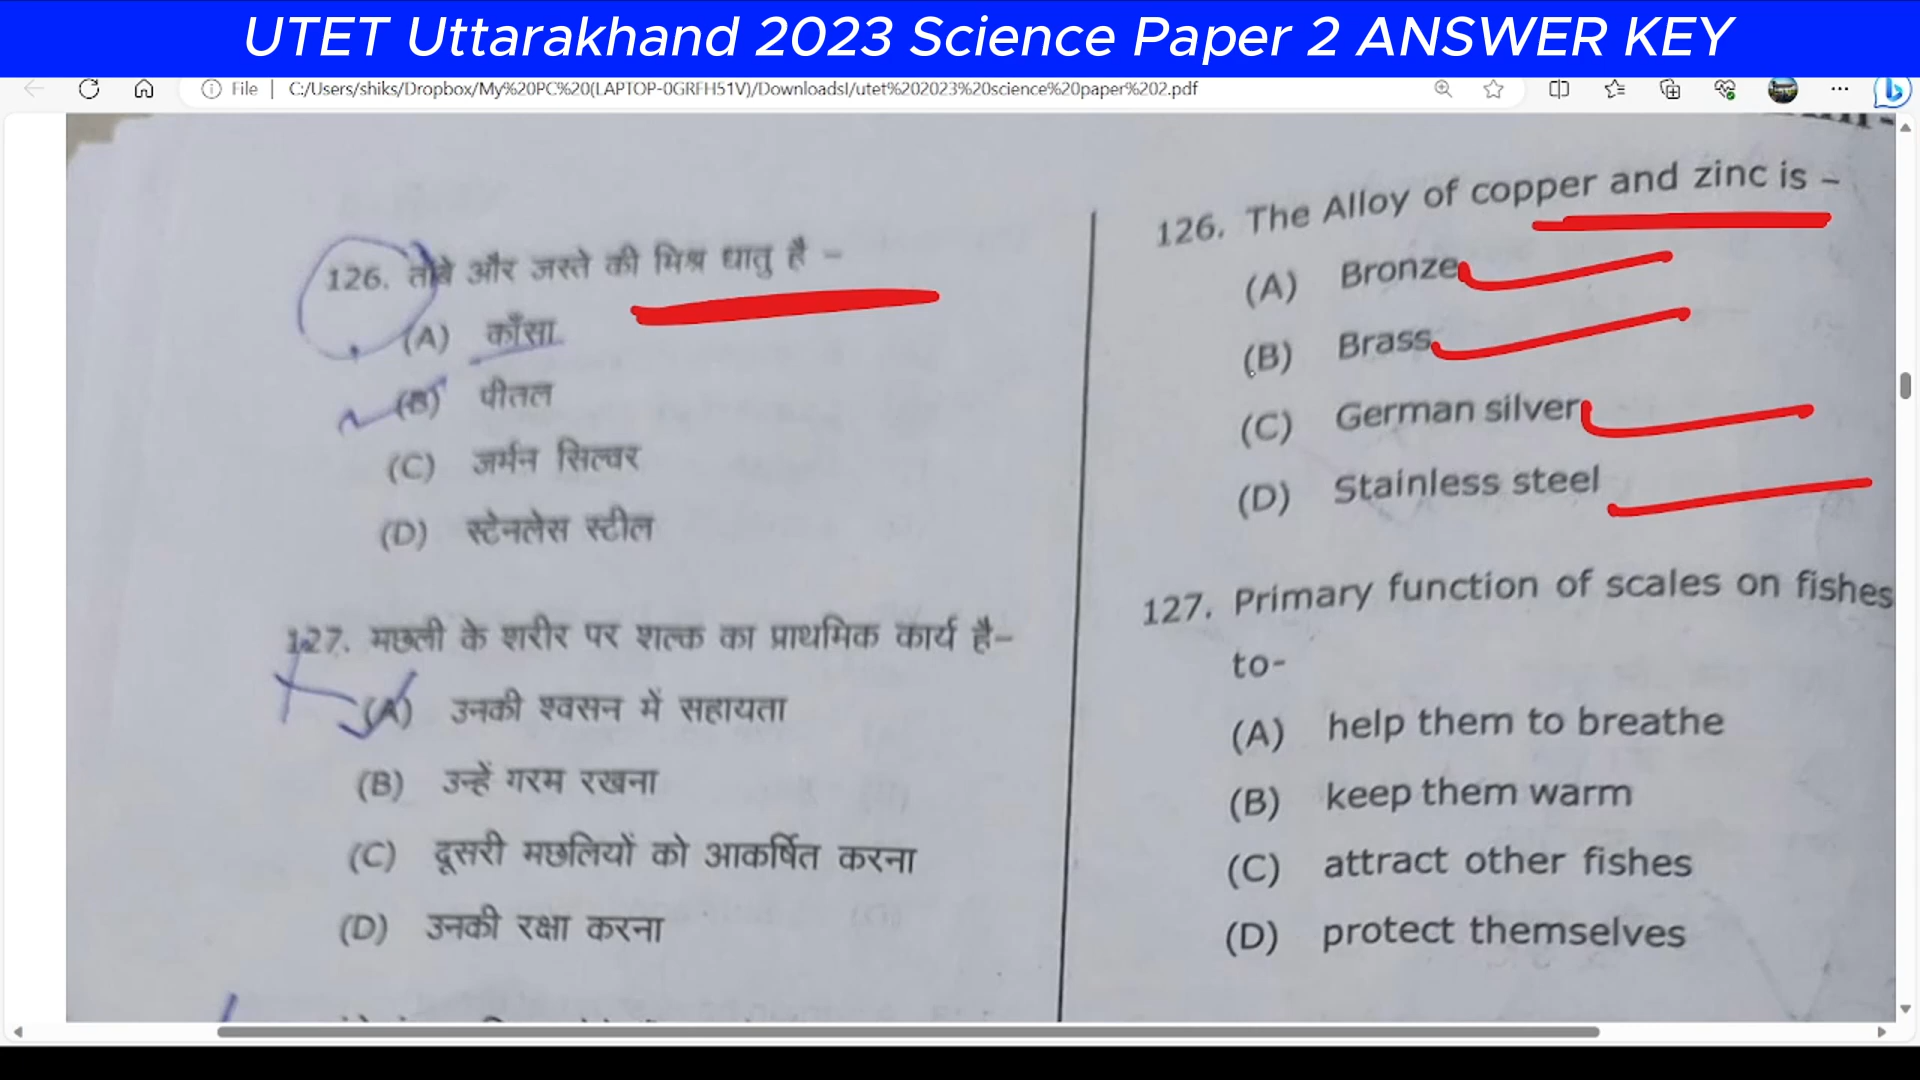 UTET Uttarakhand 2023 Science Paper 2 ANSWER KEY
File | C:/Users/shiks/Dropbox/My%20PC%20(LAPTOP-0GRFH51V)/Downloadsl/utet%202023%20science%20paper%202.pdf
126. तांबे और जस्ते की मिश्र धातु है –
(A) काँसा
(B) पीतल
(C) जर्मन सिल्वर
(D) स्टेनलेस स्टील
127. मछली के शरीर पर शल्क का प्राथमिक कार्य है–
(A) उनकी श्वसन में सहायता
(B) उन्हें गरम रखना
(C) दूसरी मछलियों को आकर्षित करना
(D) उनकी रक्षा करना
126. The Alloy of copper and zinc is –
(A) Bronze
(B) Brass
(C) German silver
(D) Stainless steel
127. Primary function of scales on fishes
to-
(A) help them to breathe
(B) keep them warm
(C) attract other fishes
(D) protect themselves